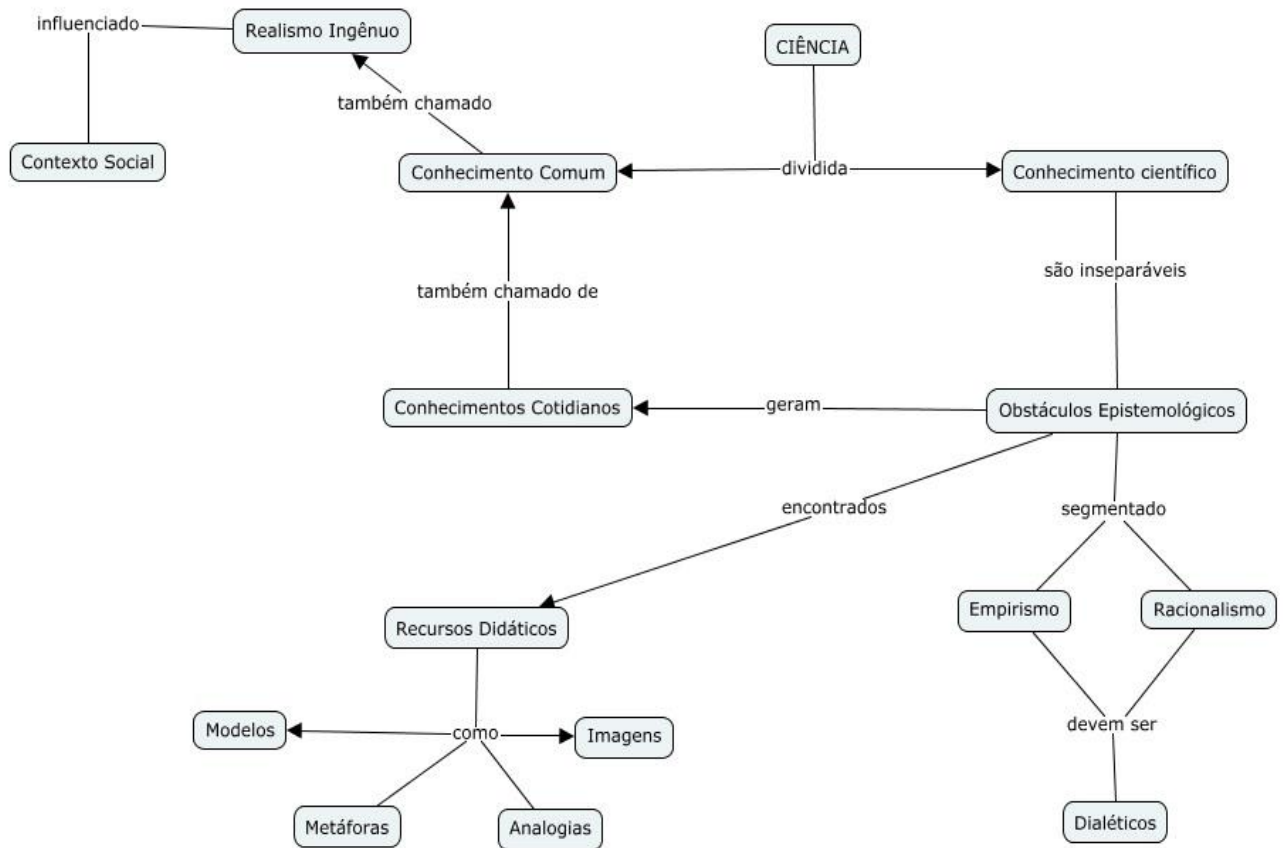 influenciado
Realismo Ingênuo
CIÊNCIA
também chamado
Contexto Social
Conhecimento Comum
dividida
Conhecimento científico
são inseparáveis
também chamado de
Conhecimentos Cotidianos
geram
Obstáculos Epistemológicos
encontrados
segmentado
Empirismo
Racionalismo
Recursos Didáticos
Modelos
como
Imagens
devem ser
Metáforas
Analogias
Dialéticos